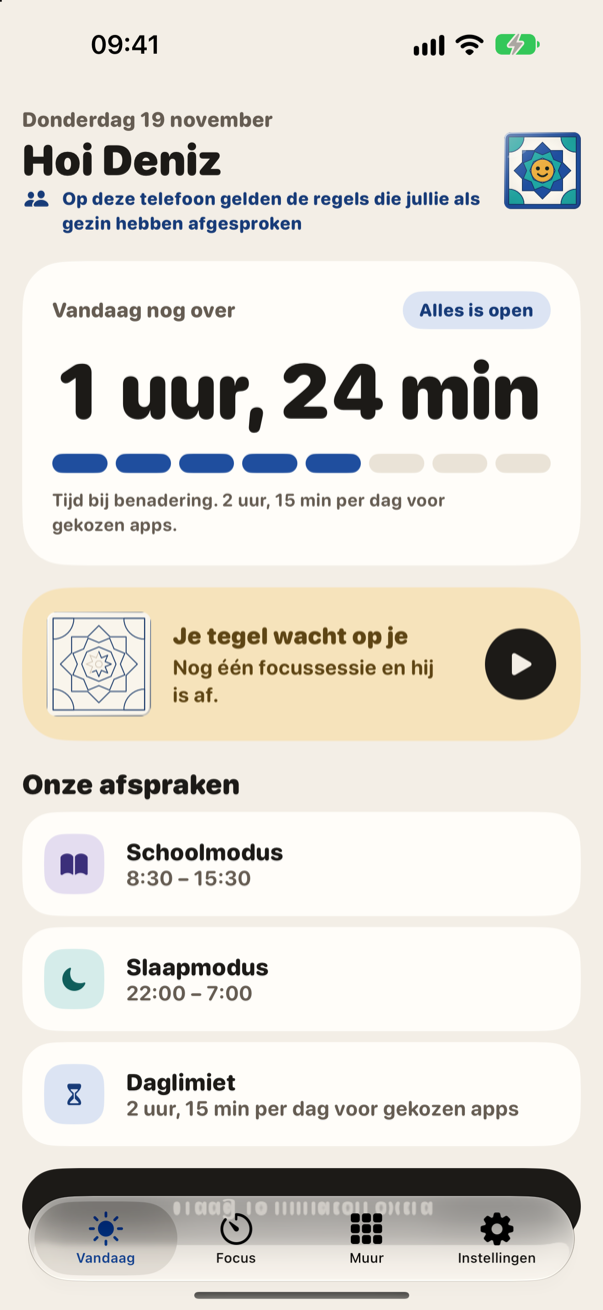 09:41
Donderdag 19 november
Hoi Deniz
Op deze telefoon gelden de regels die jullie als
gezin hebben afgesproken
Vandaag nog over
Alles is open
1 uur, 24 min
Tijd bij benadering. 2 uur, 15 min per dag voor
gekozen apps.
Je tegel wacht op je
Nog één focussessie en hij
is af.
Onze afspraken
Schoolmodus
8:30 – 15:30
Slaapmodus
22:00 – 7:00
Daglimiet
2 uur, 15 min per dag voor gekozen apps
Vandaag
Focus
Muur
Instellingen